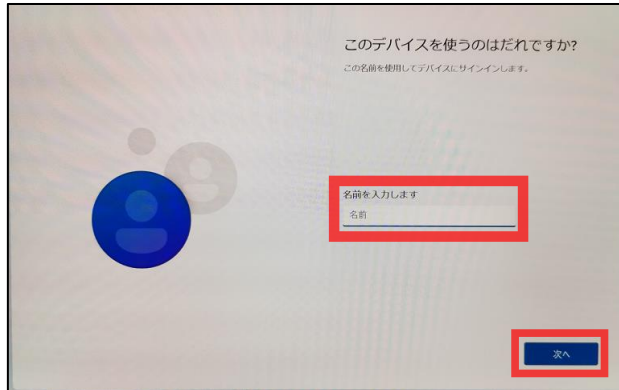 このデバイスを使うのはだれですか?
この名前を使用してデバイスにサインインします。
名前を入力します
名前
次へ